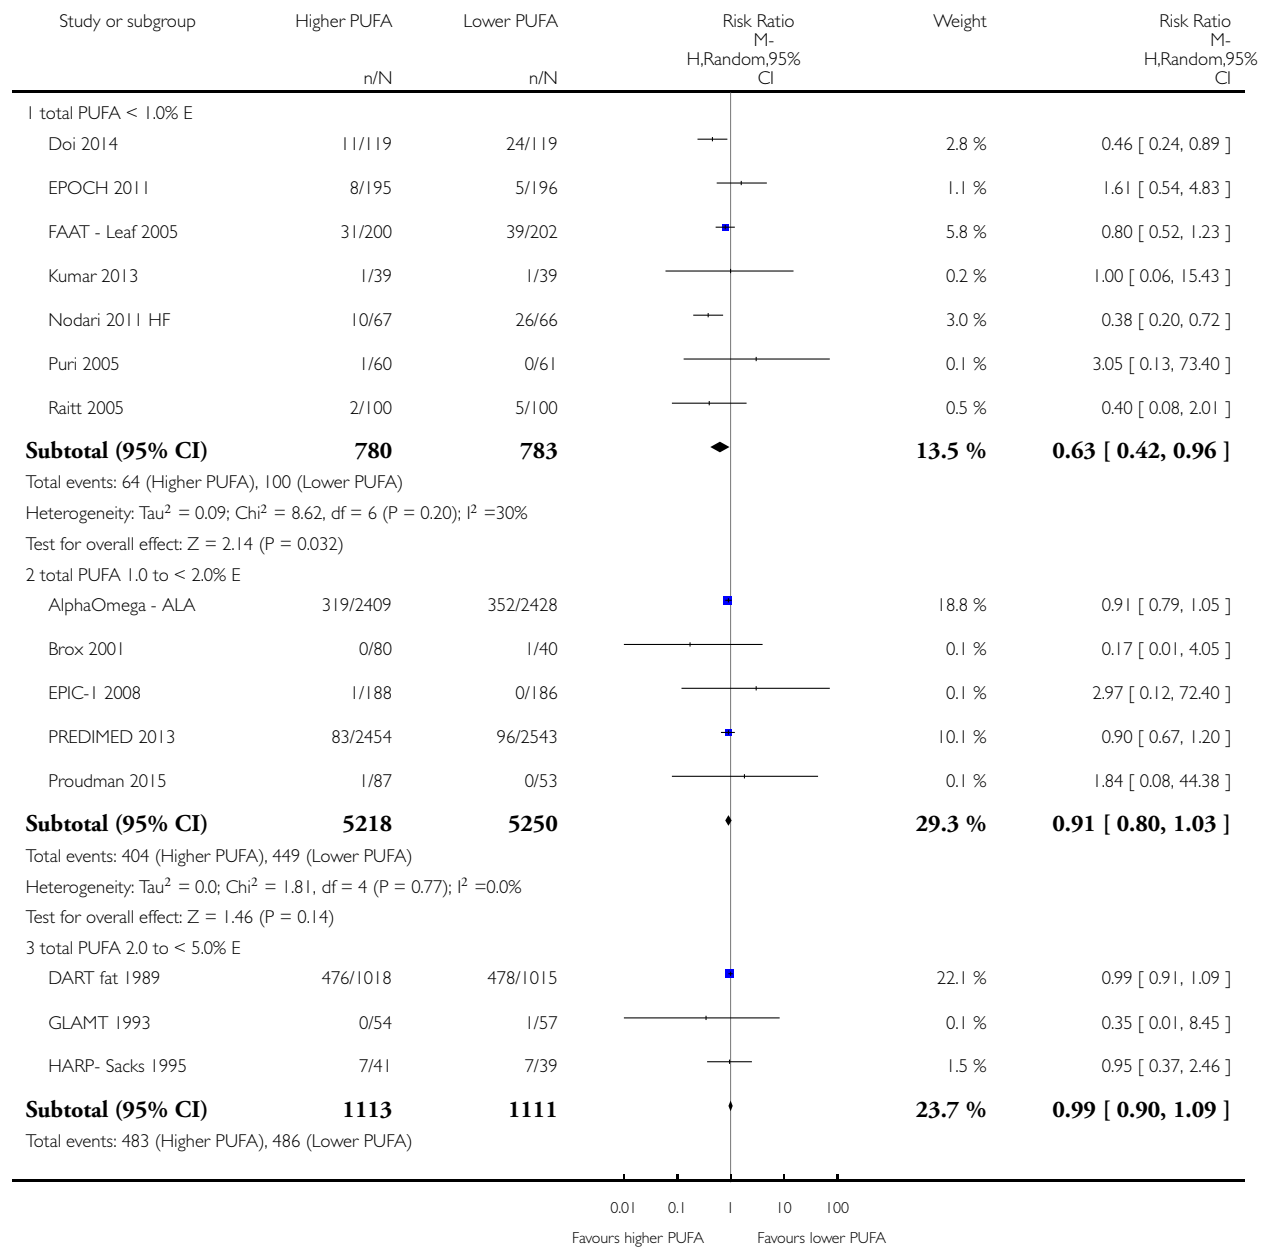 Study or subgroup Higher PUFA Lower PUFA Risk Ratio Weight Risk Ratio
M- M-
H,Random,95% H,Random,95%
n/N n/N CI CI
1 total PUFA < 1.0% E
Doi 2014 11/119 24/119 2.8 % 0.46 [ 0.24, 0.89 ]
EPOCH 2011 8/195 5/196 1.1 % 1.61 [ 0.54, 4.83 ]
FAAT - Leaf 2005 31/200 39/202 5.8 % 0.80 [ 0.52, 1.23 ]
Kumar 2013 1/39 1/39 0.2 % 1.00 [ 0.06, 15.43 ]
Nodari 2011 HF 10/67 26/66 3.0 % 0.38 [ 0.20, 0.72 ]
Puri 2005 1/60 0/61 0.1 % 3.05 [ 0.13, 73.40 ]
Raitt 2005 2/100 5/100 0.5 % 0.40 [ 0.08, 2.01 ]
Subtotal (95% CI) 780 783 13.5 % 0.63 [ 0.42, 0.96 ]
Total events: 64 (Higher PUFA), 100 (Lower PUFA)
Heterogeneity: Tau² = 0.09; Chi² = 8.62, df = 6 (P = 0.20); I² =30%
Test for overall effect: Z = 2.14 (P = 0.032)
2 total PUFA 1.0 to < 2.0% E
AlphaOmega - ALA 319/2409 352/2428 18.8 % 0.91 [ 0.79, 1.05 ]
Brox 2001 0/80 1/40 0.1 % 0.17 [ 0.01, 4.05 ]
EPIC-1 2008 1/188 0/186 0.1 % 2.97 [ 0.12, 72.40 ]
PREDIMED 2013 83/2454 96/2543 10.1 % 0.90 [ 0.67, 1.20 ]
Proudman 2015 1/87 0/53 0.1 % 1.84 [ 0.08, 44.38 ]
Subtotal (95% CI) 5218 5250 29.3 % 0.91 [ 0.80, 1.03 ]
Total events: 404 (Higher PUFA), 449 (Lower PUFA)
Heterogeneity: Tau² = 0.0; Chi² = 1.81, df = 4 (P = 0.77); I² =0.0%
Test for overall effect: Z = 1.46 (P = 0.14)
3 total PUFA 2.0 to < 5.0% E
DART fat 1989 476/1018 478/1015 22.1 % 0.99 [ 0.91, 1.09 ]
GLAMT 1993 0/54 1/57 0.1 % 0.35 [ 0.01, 8.45 ]
HARP- Sacks 1995 7/41 7/39 1.5 % 0.95 [ 0.37, 2.46 ]
Subtotal (95% CI) 1113 1111 23.7 % 0.99 [ 0.90, 1.09 ]
Total events: 483 (Higher PUFA), 486 (Lower PUFA)
0.01 0.1 1 10 100
Favours higher PUFA Favours lower PUFA